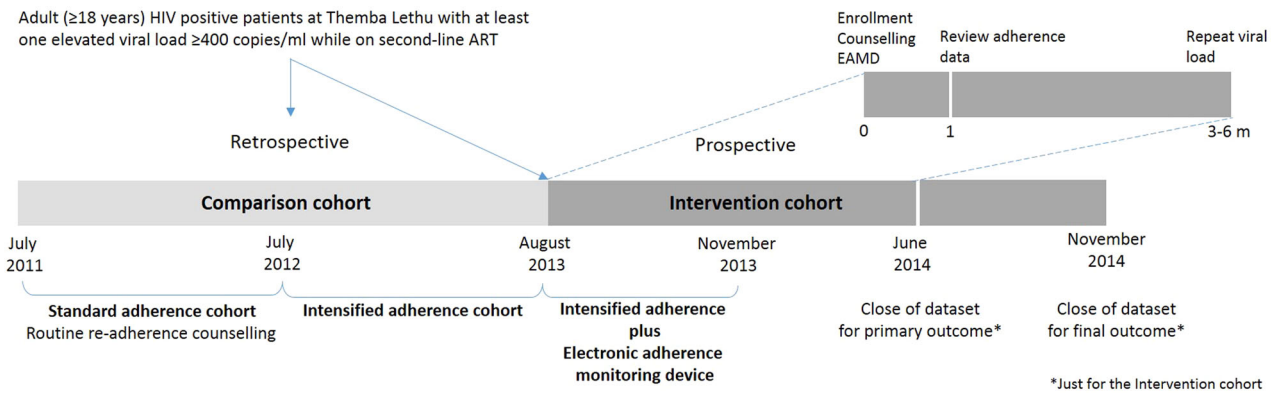 Adult (≥18 years) HIV positive patients at Themba Lethu with at least
one elevated viral load ≥400 copies/ml while on second-line ART
Enrollment
Counselling
EAMD
Review adherence
data
Repeat viral
load
0
1
3-6 m
Retrospective
Prospective
Comparison cohort
Intervention cohort
July
2011
July
2012
August
2013
November
2013
June
2014
November
2014
Standard adherence cohort
Routine re-adherence counselling
Intensified adherence cohort
Intensified adherence
plus
Electronic adherence
monitoring device
Close of dataset
for primary outcome*
Close of dataset
for final outcome*
*Just for the Intervention cohort